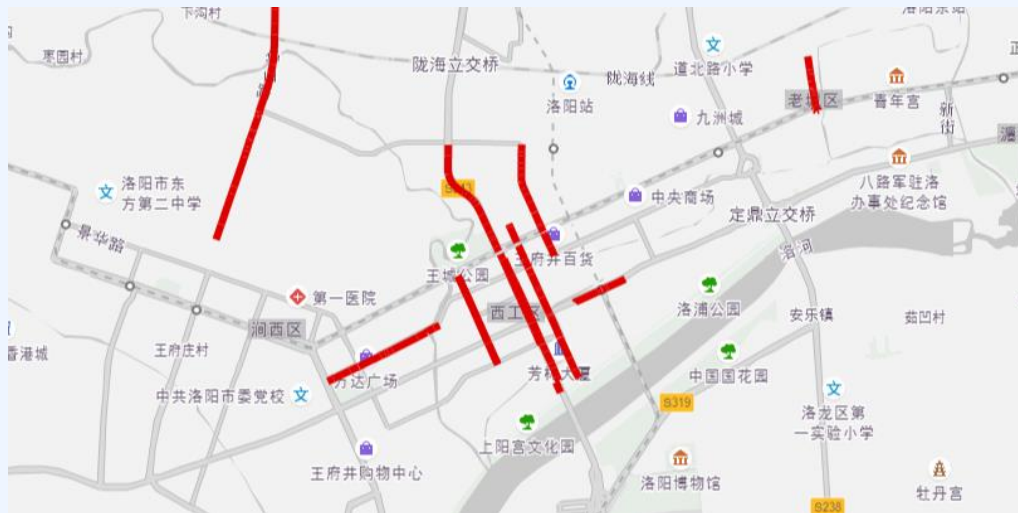 下沟村
枣园村
陇海立交桥
陇海线
道北路小学
洛阳站
九洲城
老城区
青年宫
新街
瀍
洛阳市东
方第二中学
景华路
中央商场
定鼎立交桥
八路军驻洛
办事处纪念馆
王城公园
王府井百货
洛河
第一医院
西工区
洛浦公园
安乐镇
茹凹村
涧西区
王府庄村
香港城
万达广场
中国国花园
中共洛阳市委党校
S319
洛龙区第
一实验小学
上阳宫文化园
王府井购物中心
洛阳博物馆
牡丹宫
S238